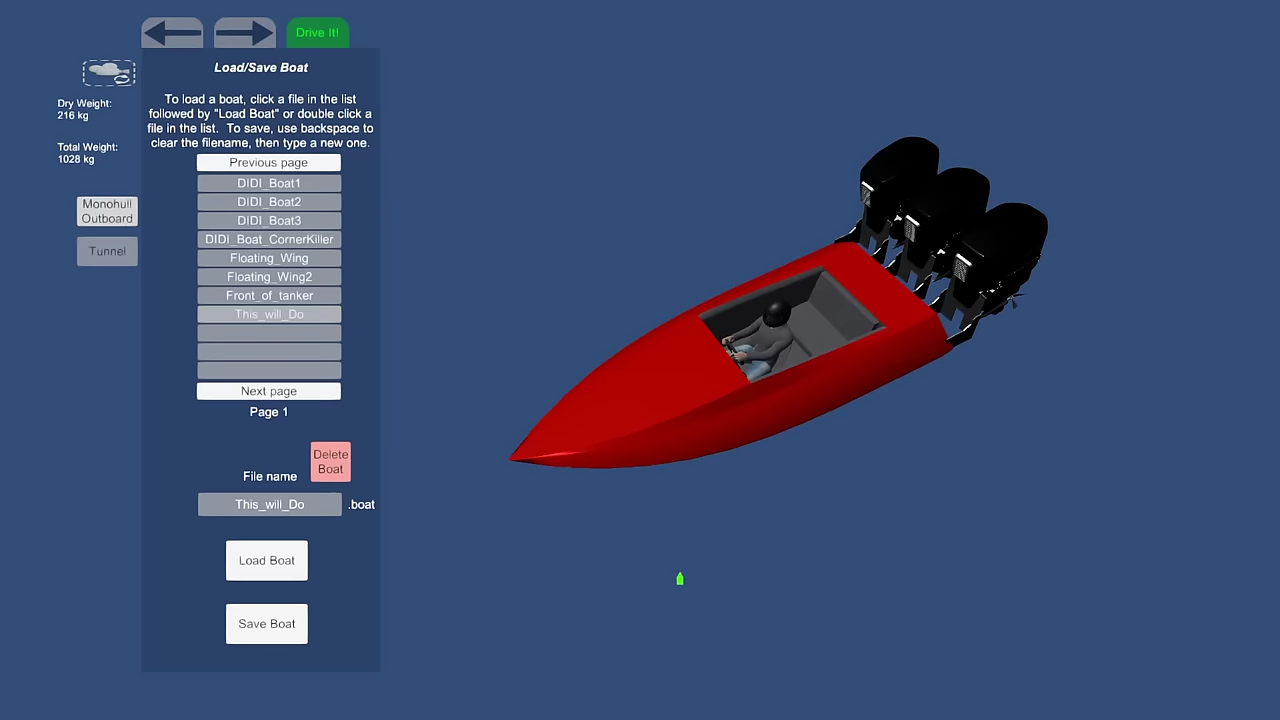 Drive It!
Load/Save Boat
Dry Weight:
216 kg
Total Weight:
1028 kg
Monohull
Outboard
Tunnel
To load a boat, click a file in the list
followed by "Load Boat" or double click a
file in the list. To save, use backspace to
clear the filename, then type a new one.
Previous page
DIDI_Boat1
DIDI_Boat2
DIDI_Boat3
DIDI_Boat_CornerKiller
Floating_Wing
Floating_Wing2
Front_of_tanker
This_will_Do
Next page
Page 1
Delete
Boat
File name
This_will_Do .boat
Load Boat
Save Boat